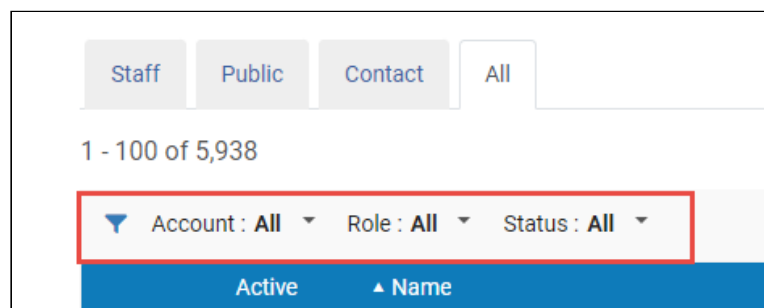 Staff Public Contact All
1 - 100 of 5,938
Account : All Role : All Status : All
Active Name